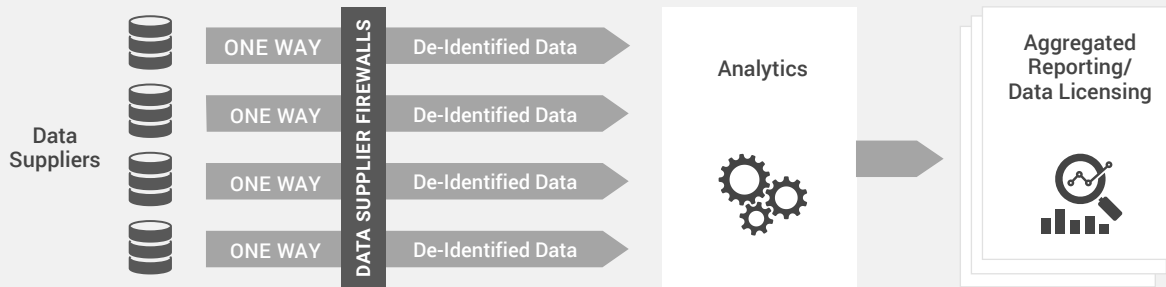 Data
Suppliers
ONE WAY
De-Identified Data
ONE WAY
De-Identified Data
ONE WAY
De-Identified Data
ONE WAY
De-Identified Data
DATA SUPPLIER FIREWALLS
Analytics
Aggregated
Reporting/
Data Licensing